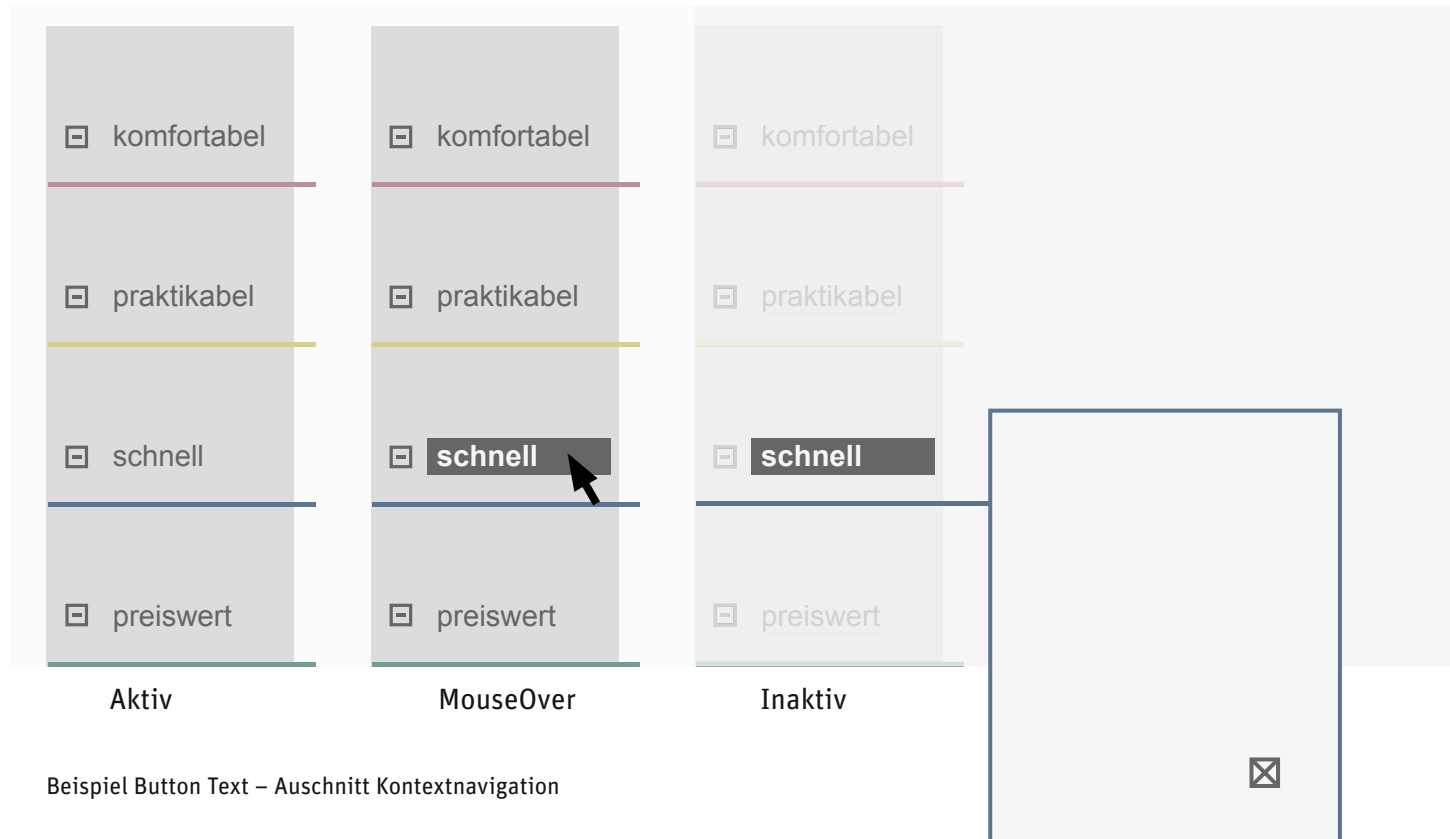 komfortabel komfortabel komfortabel
praktikabel praktikabel praktikabel
schnell schnell schnell
preiswert preiswert preiswert
Aktiv MouseOver Inaktiv
Beispiel Button Text – Auschnitt Kontextnavigation